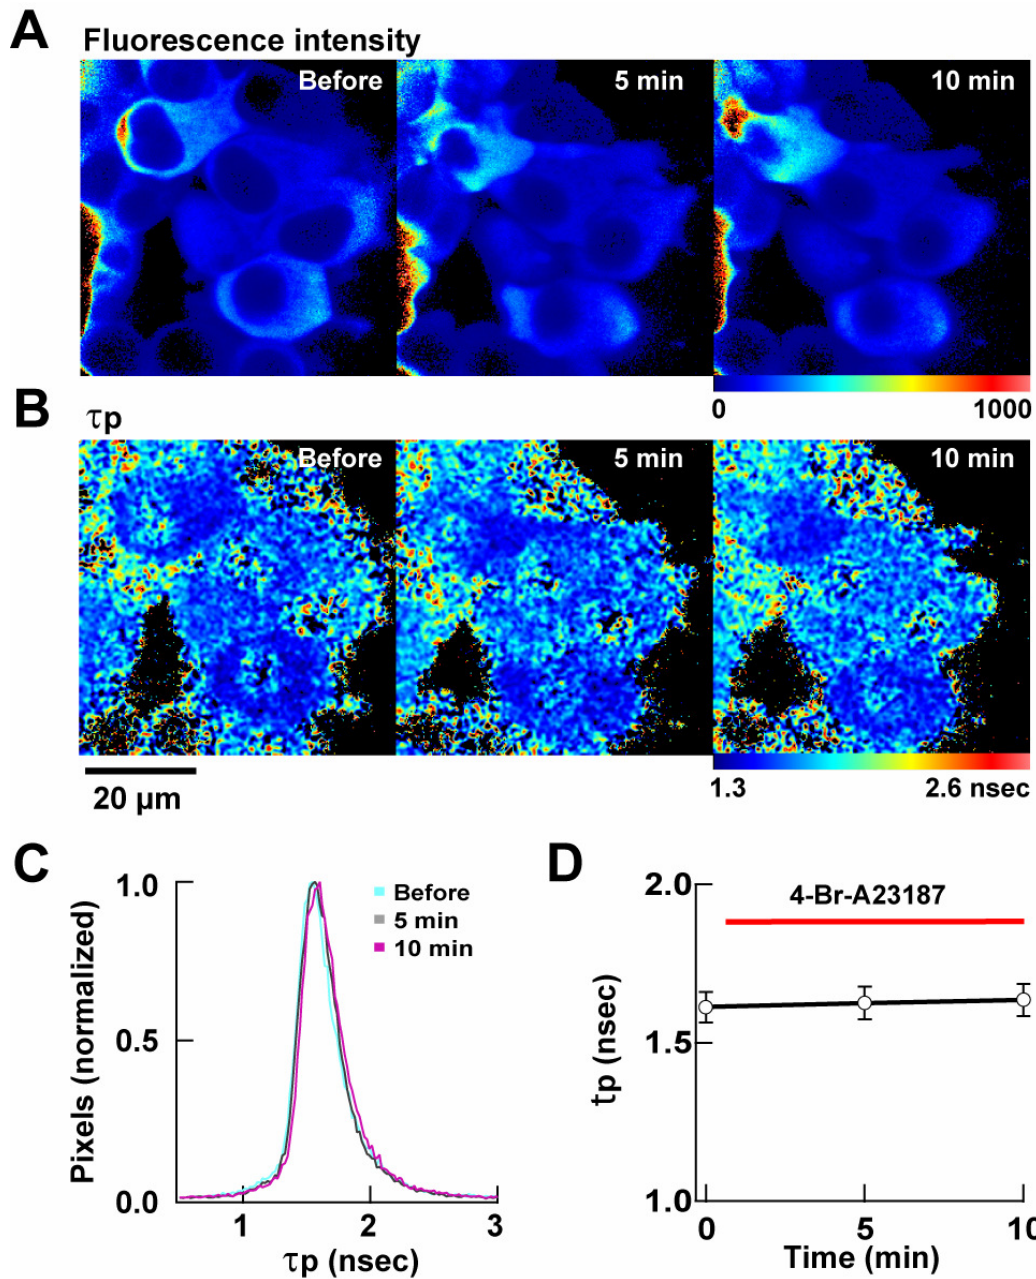 A
Fluorescence intensity
Before 5 min 10 min
0 1000
B
τp
Before 5 min 10 min
20 µm
1.3 2.6 nsec
C
Before
5 min
10 min
1.0
0.5
0.0
Pixels (normalized)
1 2 3
τp (nsec)
D
4-Br-A23187
2.0
1.5
1.0
tp (nsec)
0 5 10
Time (min)